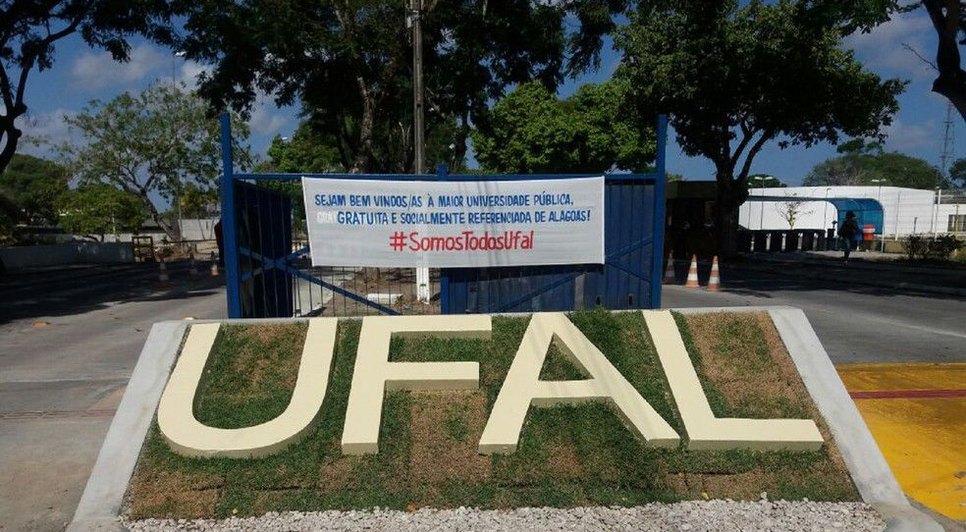 SEJAM BEM VINDOS/AS À MAIOR UNIVERSIDADE PÚBLICA,
GRATUITA E SOCIALMENTE REFERENCIADA DE ALAGOAS!
#SomosTodosUfal
UFAL